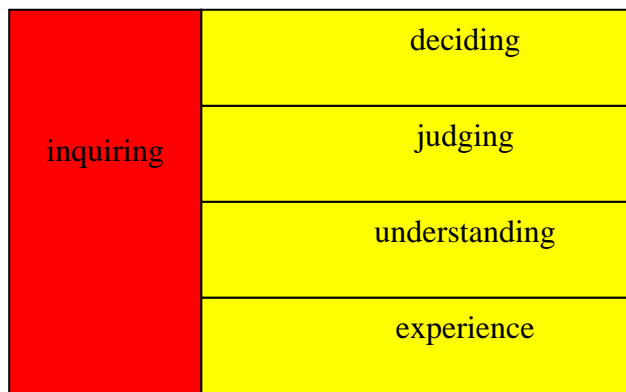 deciding
judging
inquiring
understanding
experience